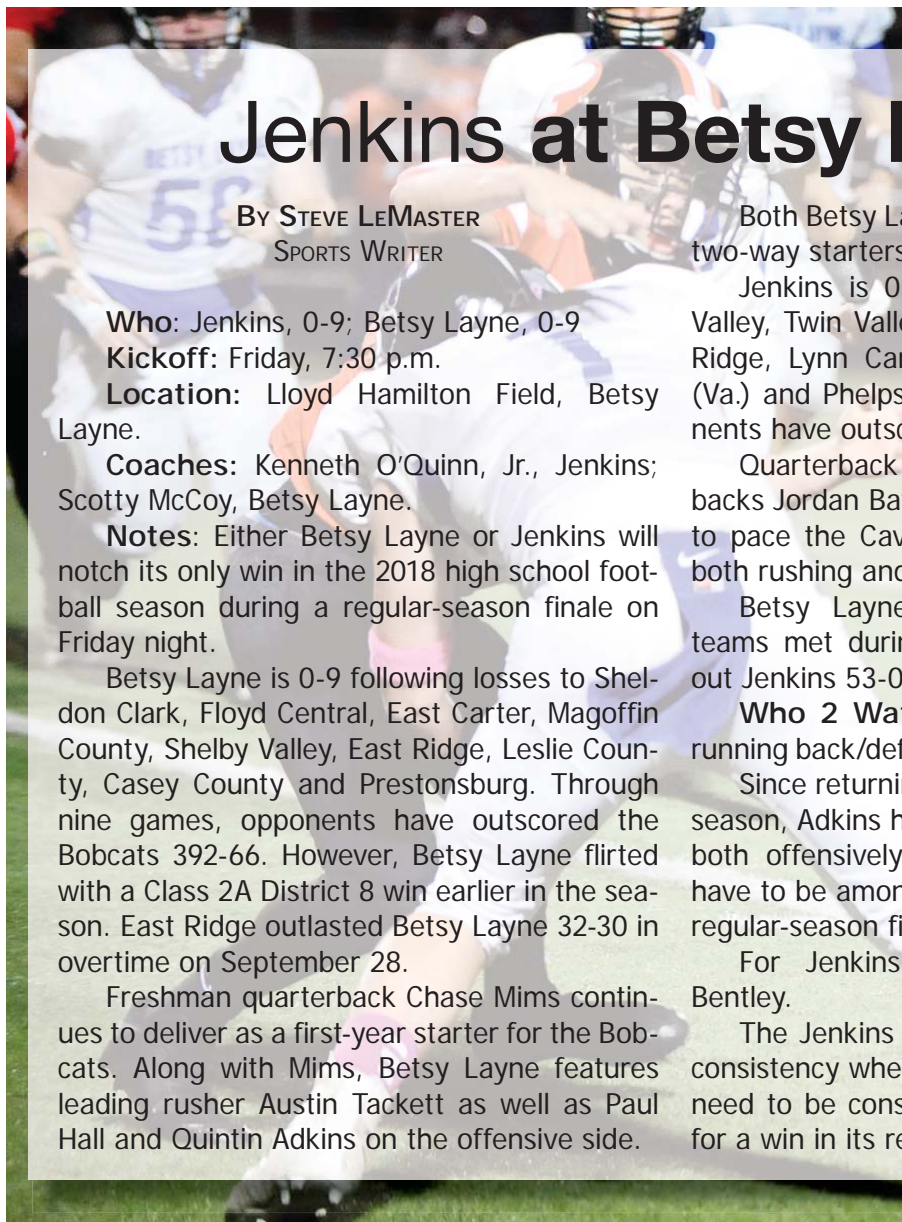 Jenkins at Betsy
BY STEVE LEMASTER
SPORTS WRITER
Who: Jenkins, 0-9; Betsy Layne, 0-9
Kickoff: Friday, 7:30 p.m.
Location: Lloyd Hamilton Field, Betsy
Layne.
Coaches: Kenneth O'Quinn, Jr., Jenkins;
Scotty McCoy, Betsy Layne.
Notes: Either Betsy Layne or Jenkins will
notch its only win in the 2018 high school foot-
ball season during a regular-season finale on
Friday night.
Betsy Layne is 0-9 following losses to Shel-
don Clark, Floyd Central, East Carter, Magoffin
County, Shelby Valley, East Ridge, Leslie Coun-
ty, Casey County and Prestonsburg. Through
nine games, opponents have outscored the
Bobcats 392-66. However, Betsy Layne flirted
with a Class 2A District 8 win earlier in the sea-
son. East Ridge outlasted Betsy Layne 32-30 in
overtime on September 28.
Freshman quarterback Chase Mims contin-
ues to deliver as a first-year starter for the Bob-
cats. Along with Mims, Betsy Layne features
leading rusher Austin Tackett as well as Paul
Hall and Quintin Adkins on the offensive side.
Both Betsy La
two-way starters
Jenkins is 0
Valley, Twin Valle
Ridge, Lynn Cam
(Va.) and Phelps
nents have outsc
Quarterback
backs Jordan Ba
to pace the Cav
both rushing and
Betsy Layne
teams met durin
out Jenkins 53-0
Who 2 Wat
running back/def
Since returnin
season, Adkins h
both offensively
have to be amon
regular-season fi
For Jenkins
Bentley.
The Jenkins
consistency whe
need to be cons
for a win in its re